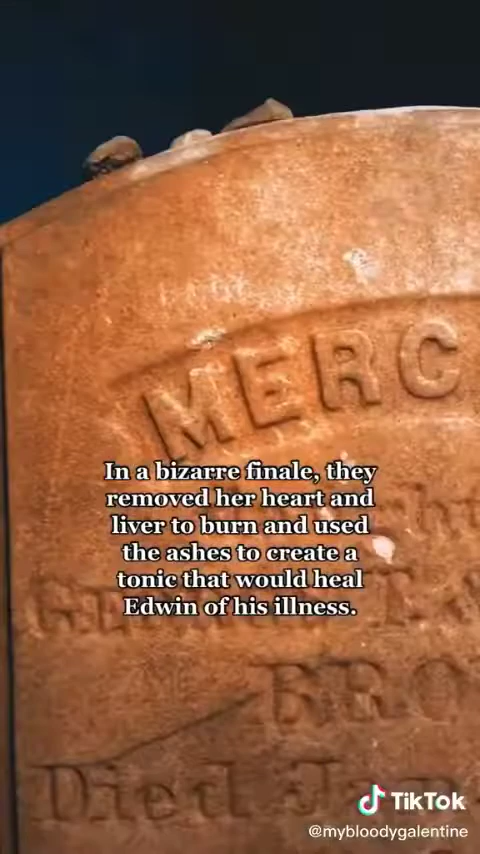 MERC
In a bizarre finale, they
removed her heart and
liver to burn and used
the ashes to create a
tonic that would heal
Edwin of his illness.
BRO
Died Jan
TikTok
@mybloodygalentine